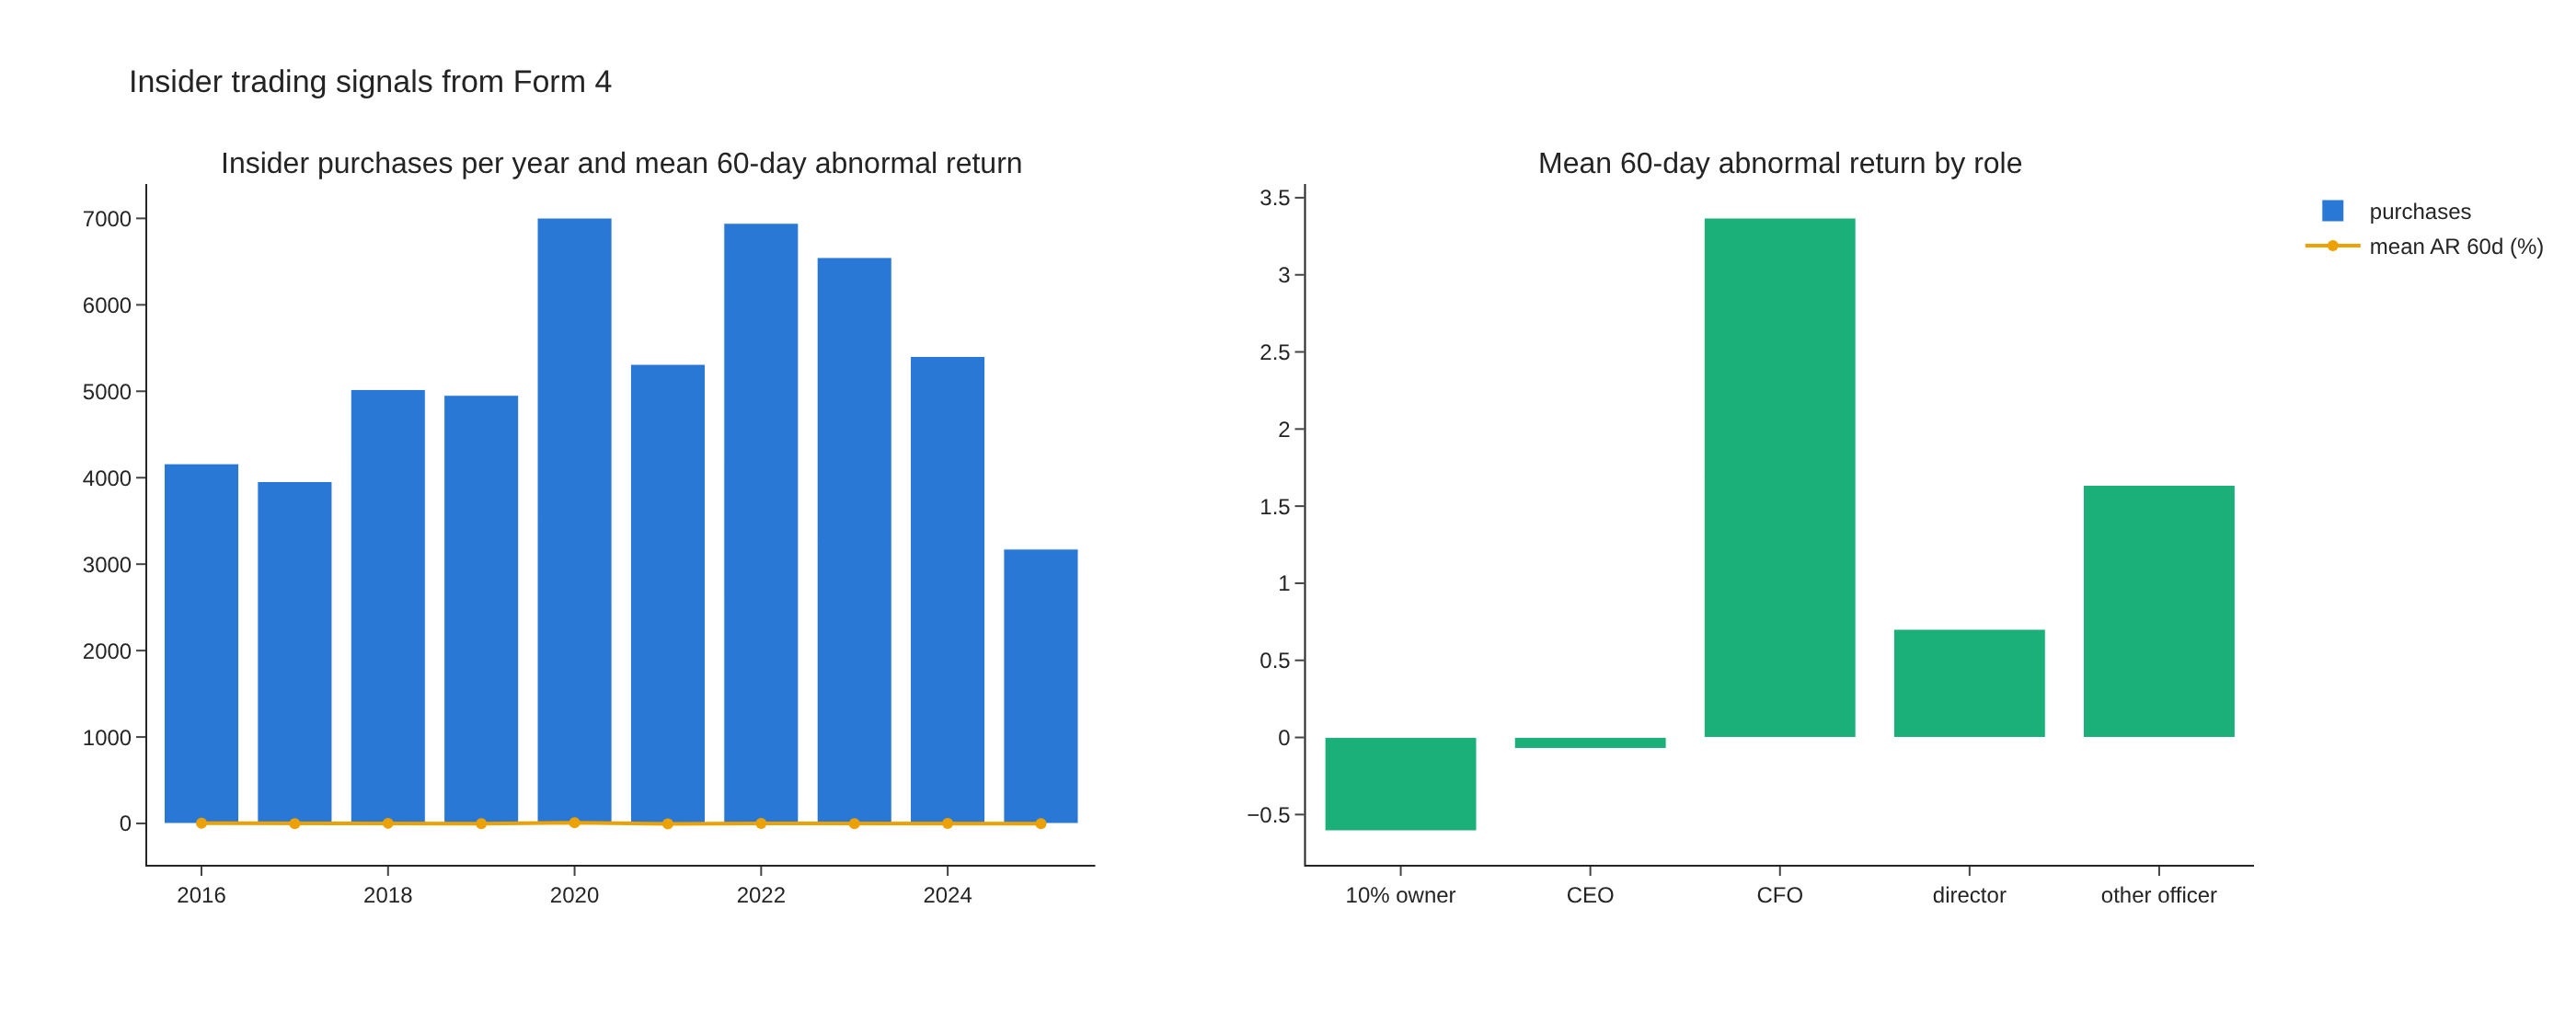 Insider trading signals from Form 4
Insider purchases per year and mean 60-day abnormal return
7000
6000
5000
4000
3000
2000
1000
0
2016
2018
2020
2022
2024
Mean 60-day abnormal return by role
3.5
3
2.5
2
1.5
1
0.5
0
−0.5
10% owner
CEO
CFO
director
other officer
purchases
mean AR 60d (%)